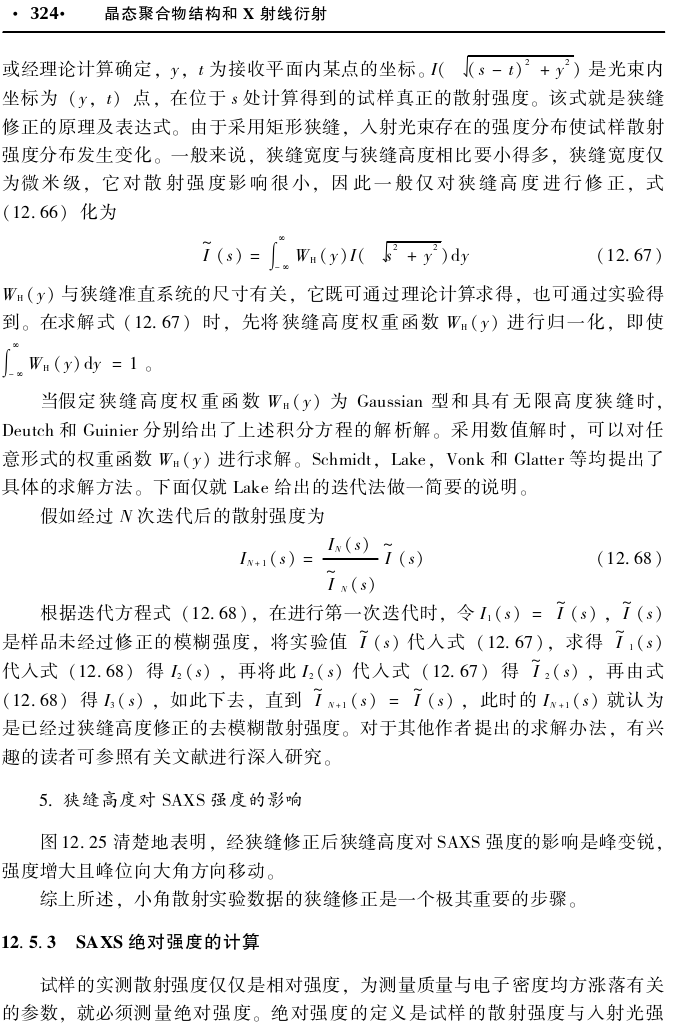 · 324· 晶态聚合物结构和 X 射线衍射
或经理论计算确定，y，t 为接收平面内某点的坐标。I( √(s - t)² + y² ) 是光束内
坐标为 (y，t) 点，在位于 s 处计算得到的试样真正的散射强度。该式就是狭缝
修正的原理及表达式。由于采用矩形狭缝，入射光束存在的强度分布使试样散射
强度分布发生变化。一般来说，狭缝宽度与狭缝高度相比要小得多，狭缝宽度仅
为微米级，它对散射强度影响很小，因此一般仅对狭缝高度进行修正，式
(12. 66) 化为
Ĩ (s) = ∫_{-∞}^{∞} W_H (y) I( √s² + y² ) dy (12. 67)
W_H (y) 与狭缝准直系统的尺寸有关，它既可通过理论计算求得，也可通过实验得
到。在求解式 (12. 67) 时，先将狭缝高度权重函数 W_H (y) 进行归一化，即使
∫_{-∞}^{∞} W_H (y) dy = 1 。
当假定狭缝高度权重函数 W_H (y) 为 Gaussian 型和具有无限高度狭缝时，
Deutch 和 Guinier 分别给出了上述积分方程的解析解。采用数值解时，可以对任
意形式的权重函数 W_H (y) 进行求解。Schmidt，Lake，Vonk 和 Glatter 等均提出了
具体的求解方法。下面仅就 Lake 给出的迭代法做一简要的说明。
假如经过 N 次迭代后的散射强度为
I_{N+1} (s) = I_N (s) / Ĩ_N (s) Ĩ (s) (12. 68)
根据迭代方程式 (12. 68)，在进行第一次迭代时，令 I₁(s) = Ĩ (s)，Ĩ (s)
是样品未经过修正的模糊强度，将实验值 Ĩ (s) 代入式 (12. 67)，求得 Ĩ₁(s)
代入式 (12. 68) 得 I₂(s)，再将此 I₂(s) 代入式 (12. 67) 得 Ĩ₂(s)，再由式
(12. 68) 得 I₃(s)，如此下去，直到 Ĩ_{N+1} (s) = Ĩ (s)，此时的 I_{N+1} (s) 就认为
是已经过狭缝高度修正的去模糊散射强度。对于其他作者提出的求解办法，有兴
趣的读者可参照有关文献进行深入研究。
5. 狭缝高度对 SAXS 强度的影响
图 12. 25 清楚地表明，经狭缝修正后狭缝高度对 SAXS 强度的影响是峰变锐，
强度增大且峰位向大角方向移动。
综上所述，小角散射实验数据的狭缝修正是一个极其重要的步骤。
12. 5. 3 SAXS 绝对强度的计算
试样的实测散射强度仅仅是相对强度，为测量质量与电子密度均方涨落有关
的参数，就必须测量绝对强度。绝对强度的定义是试样的散射强度与入射光强